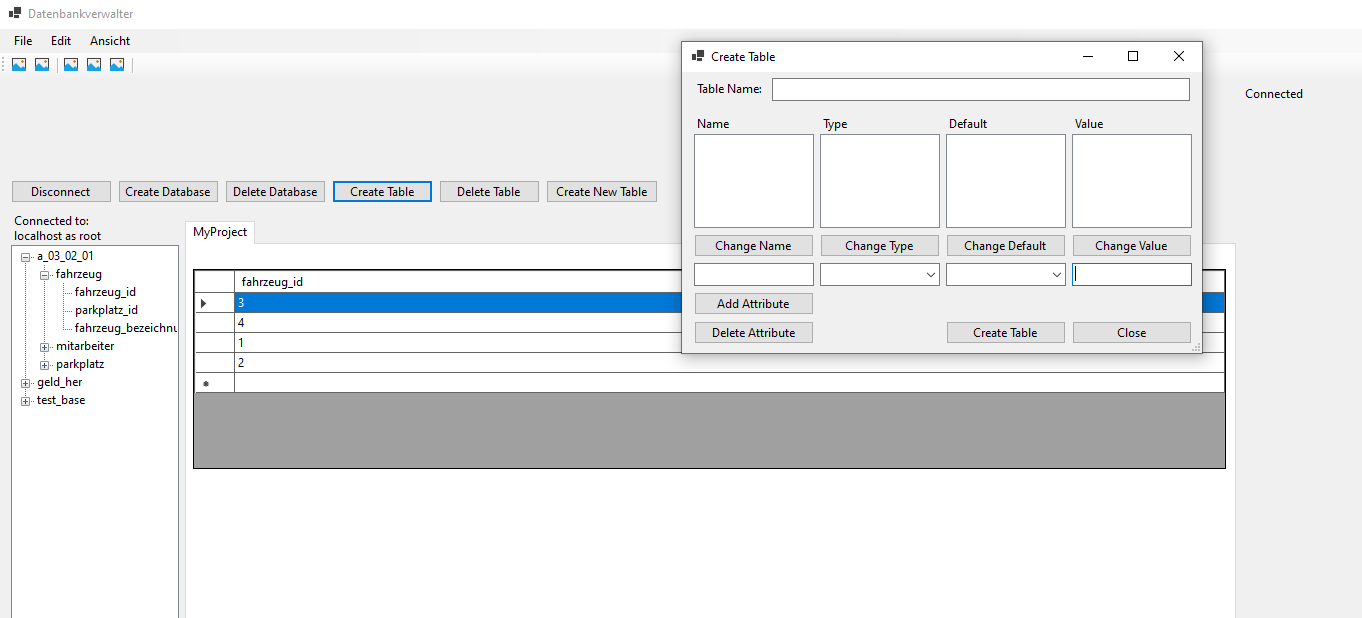 Datenbankverwalter
File Edit Ansicht
Connected
Disconnect Create Database Delete Database Create Table Delete Table Create New Table
Connected to:
localhost as root
a_03_02_01
fahrzeug
fahrzeug_id
parkplatz_id
fahrzeug_bezeichnu
mitarbeiter
parkplatz
geld_her
test_base
MyProject
fahrzeug_id
3
4
1
2
Create Table
Table Name:
Name Type Default Value
Change Name Change Type Change Default Change Value
Add Attribute
Delete Attribute Create Table Close